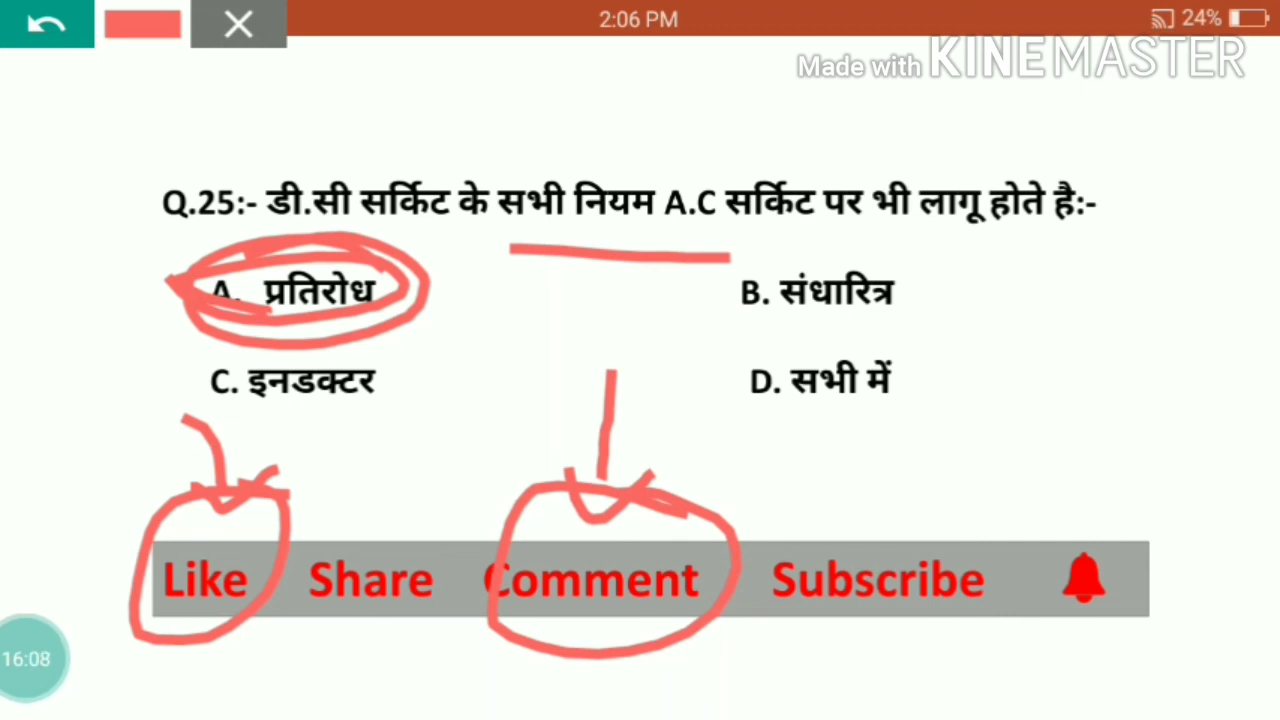 2:06 PM
24%
Made with KINEMASTER
Q.25:- डी.सी सर्किट के सभी नियम A.C सर्किट पर भी लागू होते है:-
A. प्रतिरोध B. संधारित्र
C. इनडक्टर D. सभी में
Like Share Comment Subscribe
16:08